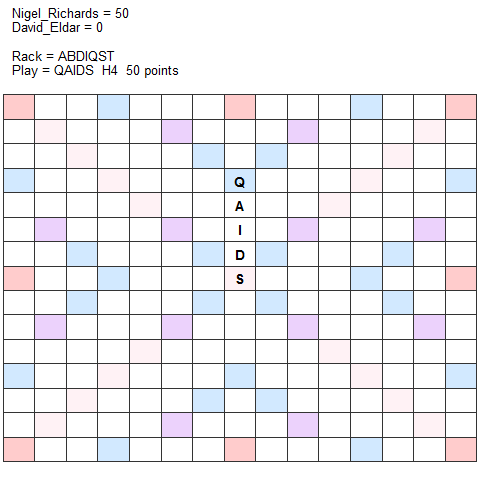 Nigel_Richards = 50
David_Eldar = 0
Rack = ABDIQST
Play = QAIDS  H4  50 points
Q
A
I
D
S